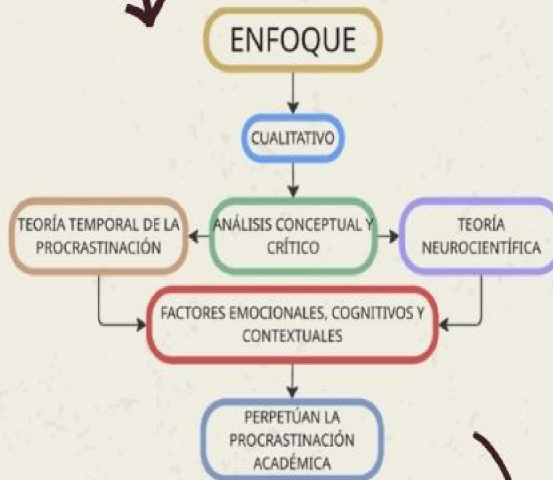 ENFOQUE
CUALITATIVO
TEORÍA TEMPORAL DE LA
PROCRASTINACIÓN
ANÁLISIS CONCEPTUAL Y
CRÍTICO
TEORÍA
NEUROCIENTÍFICA
FACTORES EMOCIONALES, COGNITIVOS Y
CONTEXTUALES
PERPETÚAN LA
PROCRASTINACIÓN
ACADÉMICA